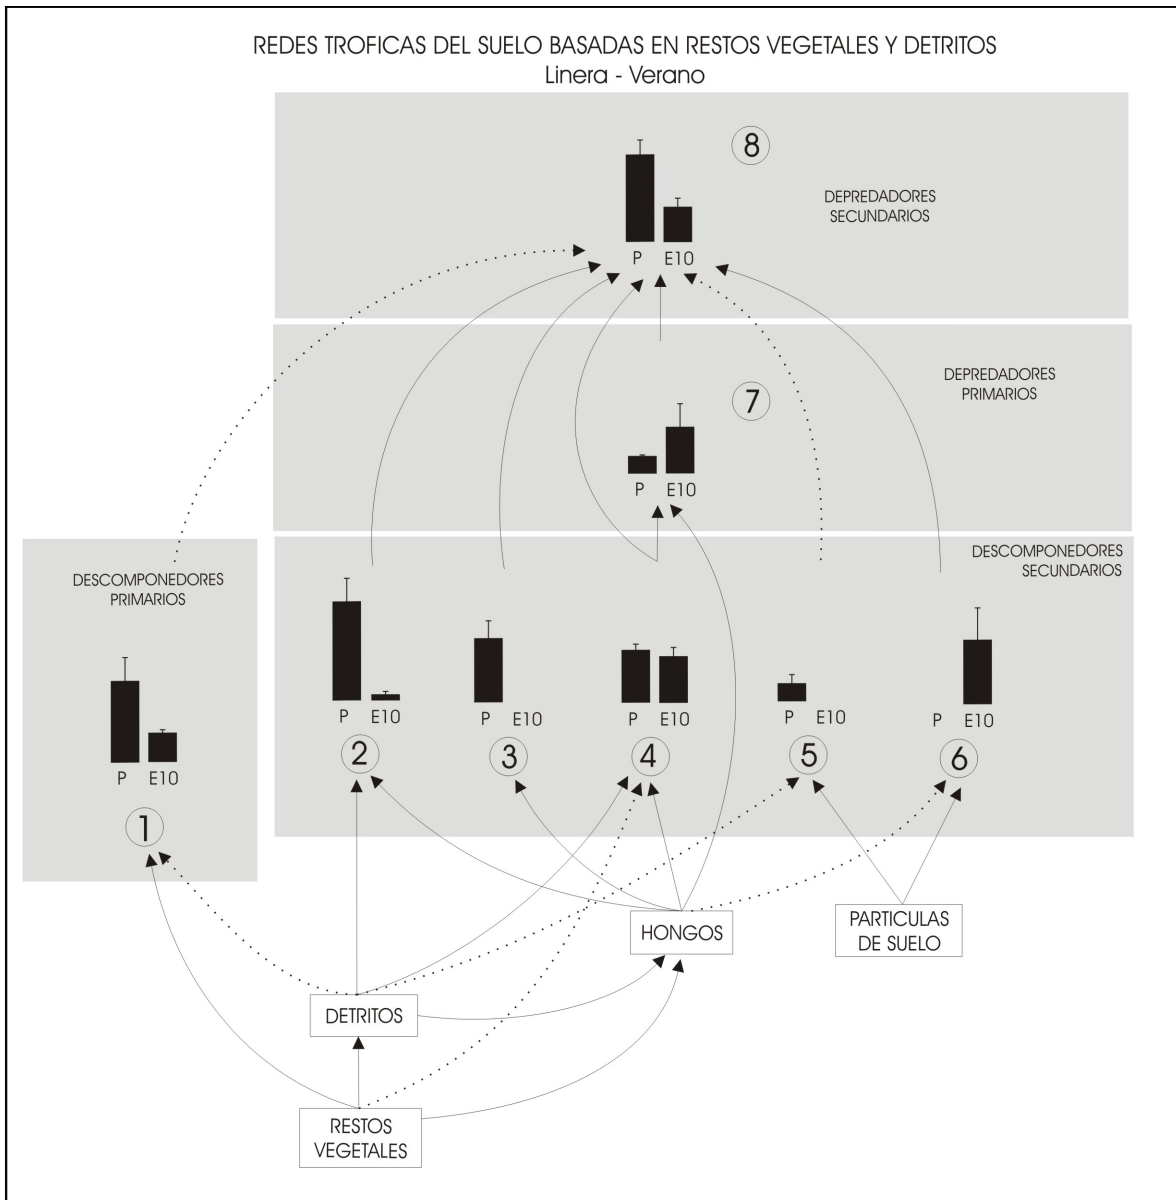 REDES TROFICAS DEL SUELO BASADAS EN RESTOS VEGETALES Y DETRITOS
Linera - Verano
8
DEPREDADORES
SECUNDARIOS
P E10
DEPREDADORES
PRIMARIOS
7
P E10
DESCOMPONEDORES
SECUNDARIOS
DESCOMPONEDORES
PRIMARIOS
P E10
1
P E10
2
P E10
3
P E10
4
P E10
5
P E10
6
HONGOS
PARTICULAS
DE SUELO
DETRITOS
RESTOS
VEGETALES